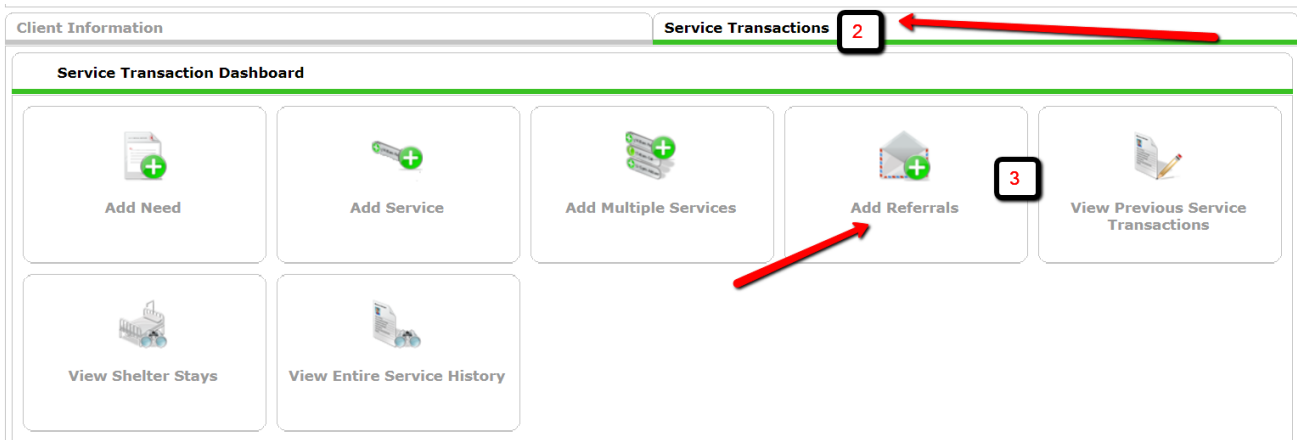 Client Information
Service Transactions
2
Service Transaction Dashboard
Add Need
Add Service
Add Multiple Services
Add Referrals
3
View Previous Service
Transactions
View Shelter Stays
View Entire Service History